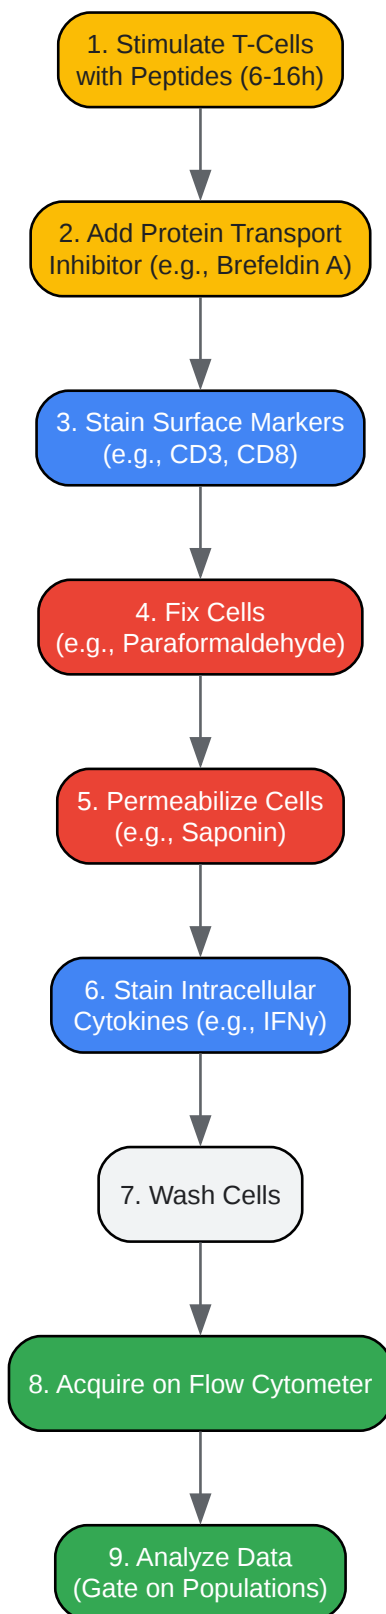 1. Stimulate T-Cells
with Peptides (6-16h)
2. Add Protein Transport
Inhibitor (e.g., Brefeldin A)
3. Stain Surface Markers
(e.g., CD3, CD8)
4. Fix Cells
(e.g., Paraformaldehyde)
5. Permeabilize Cells
(e.g., Saponin)
6. Stain Intracellular
Cytokines (e.g., IFNγ)
7. Wash Cells
8. Acquire on Flow Cytometer
9. Analyze Data
(Gate on Populations)